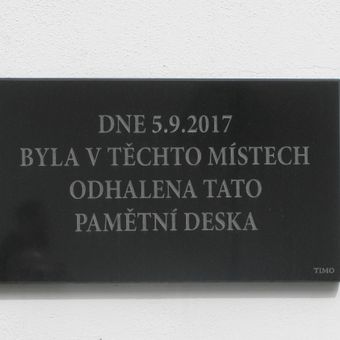 DNE 5.9.2017
BYLA V TĚCHTO MÍSTECH
ODHALENA TATO
PAMĚTNÍ DESKA
TIMO